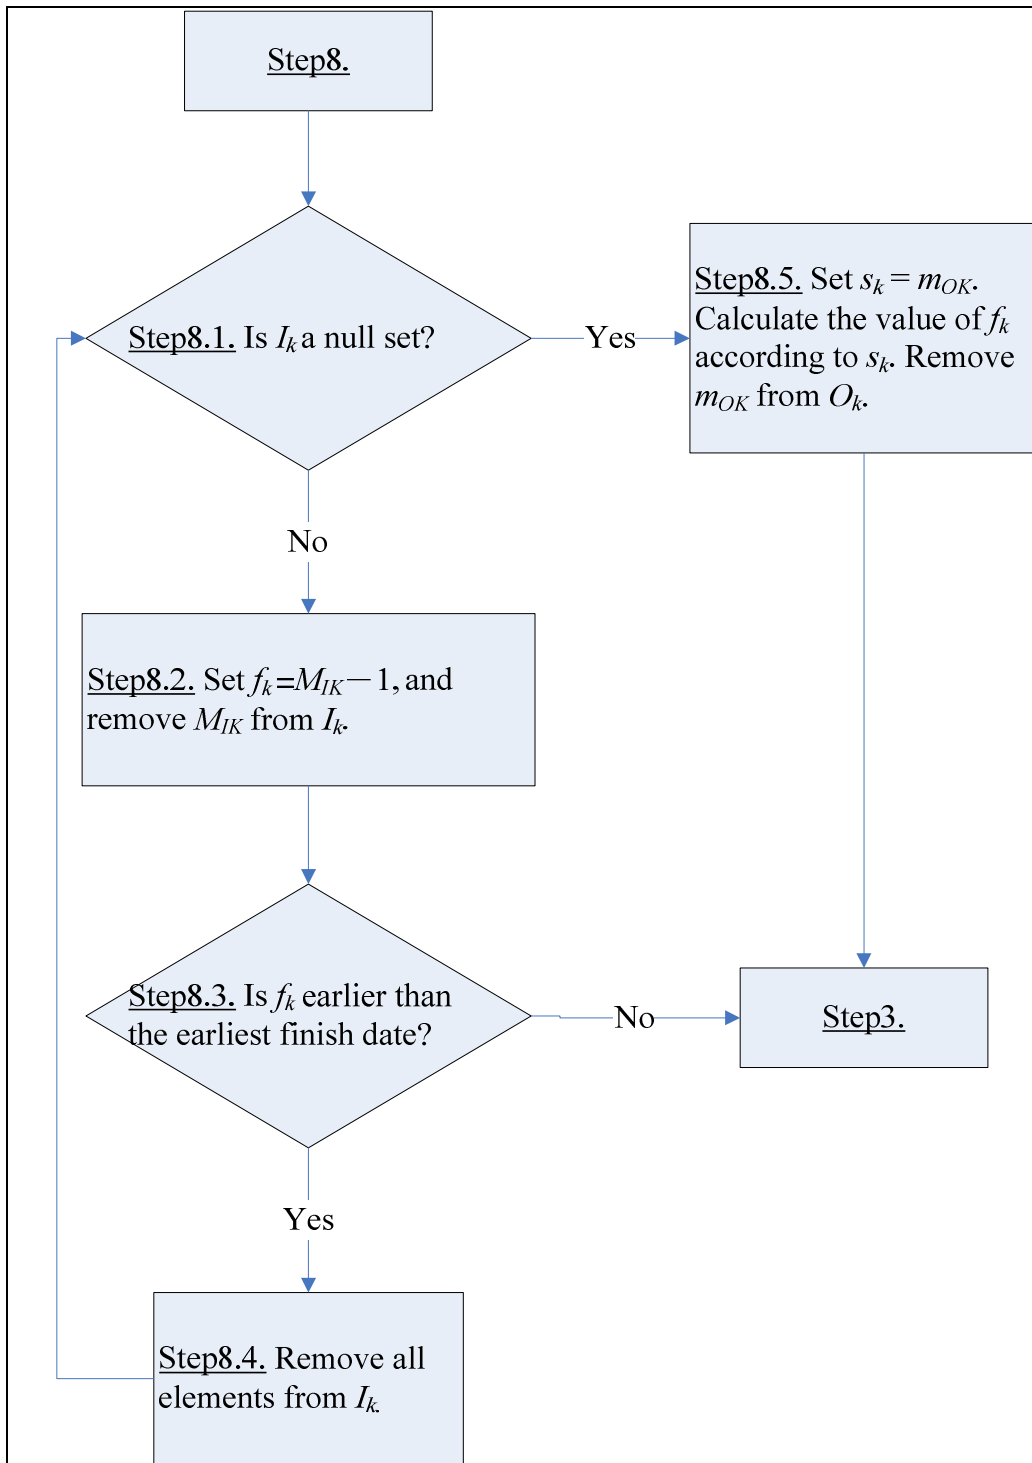 Step8.
Step8.1. Is Ik a null set?
Yes
Step8.5. Set sk = mOK.
Calculate the value of fk
according to sk. Remove
mOK from Ok.
No
Step8.2. Set fk=MIK−1, and
remove MIK from Ik.
Step8.3. Is fk earlier than
the earliest finish date?
No
Step3.
Yes
Step8.4. Remove all
elements from Ik.